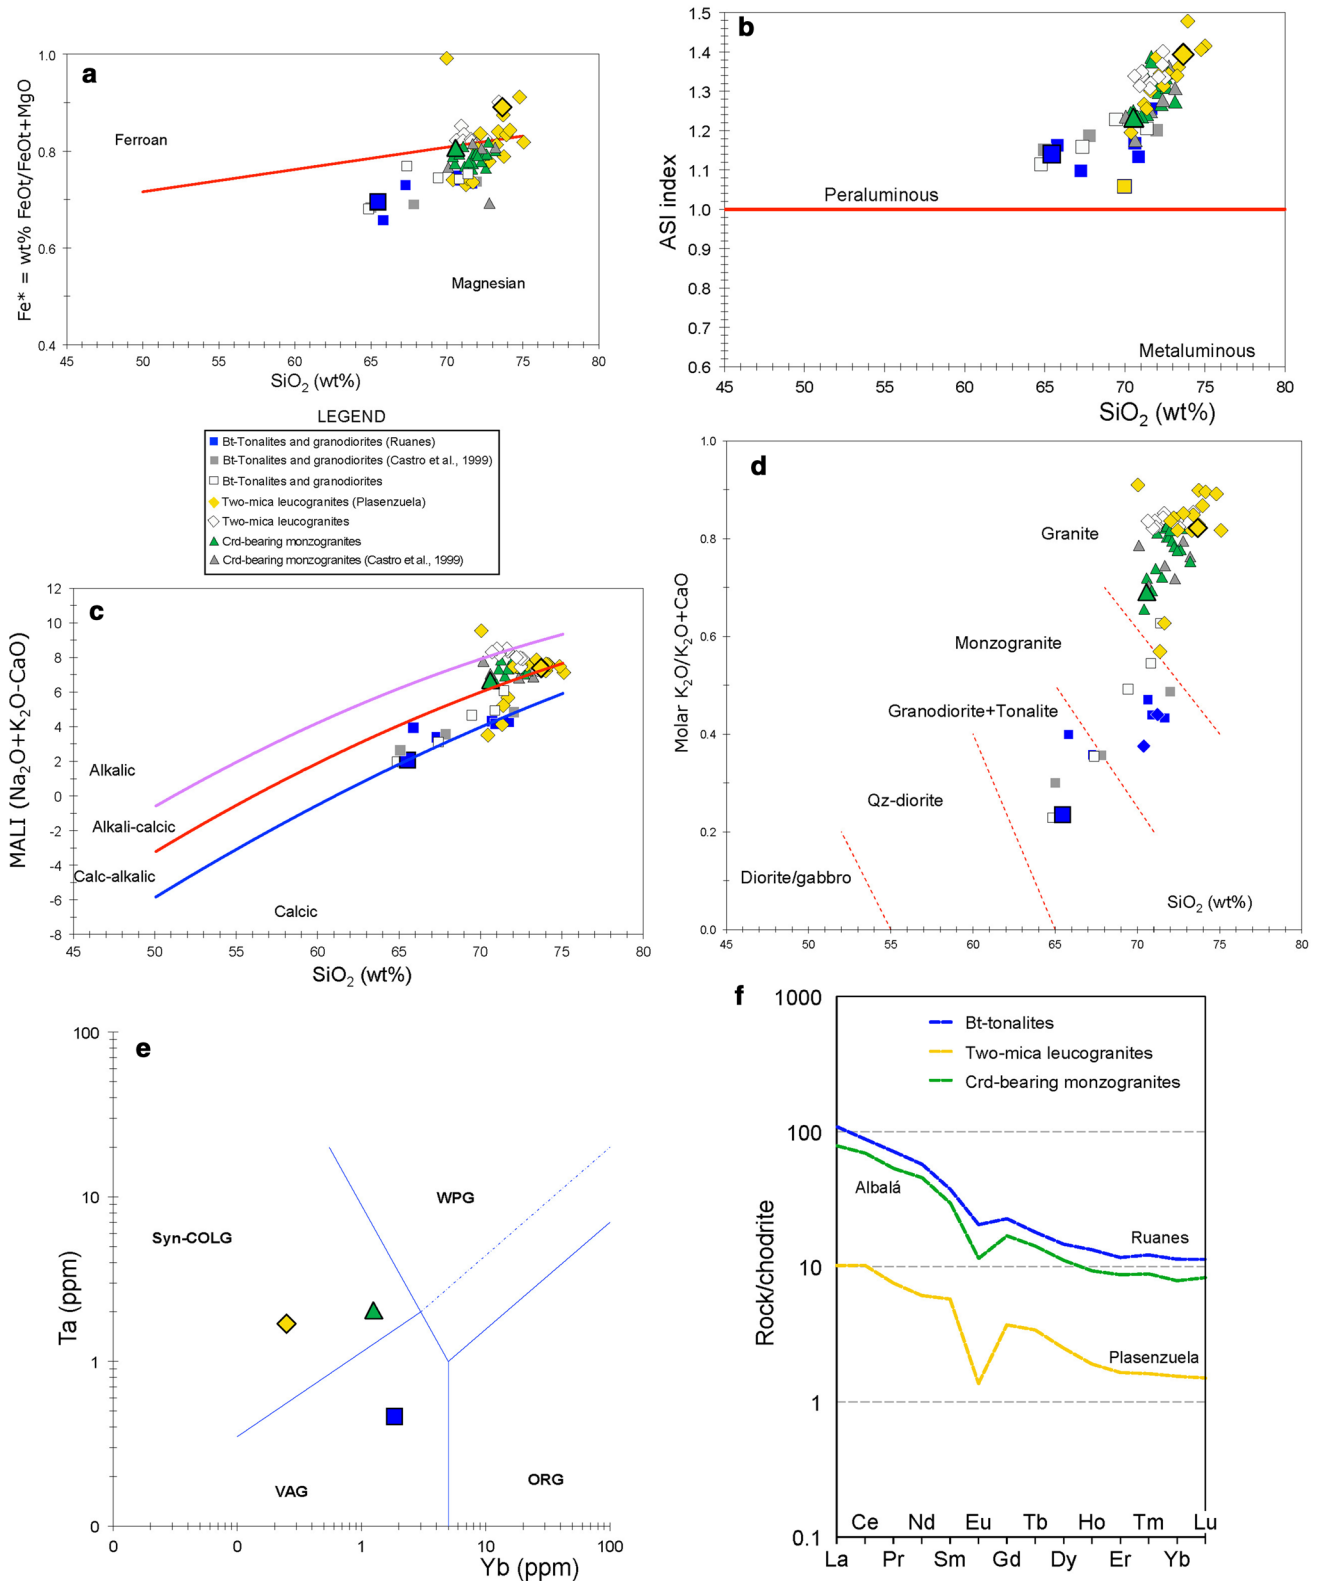 a
1.0
0.8
0.6
0.4
Fe* = wt% FeOt/FeOt+MgO
Ferroan
Magnesian
45 50 55 60 65 70 75 80
SiO2 (wt%)
b
1.5
1.4
1.3
1.2
1.1
1.0
0.9
0.8
0.7
0.6
ASI index
Peraluminous
Metaluminous
45 50 55 60 65 70 75 80
SiO2 (wt%)
LEGEND
Bt-Tonalites and granodiorites (Ruanes)
Bt-Tonalites and granodiorites (Castro et al., 1999)
Bt-Tonalites and granodiorites
Two-mica leucogranites (Plasenzuela)
Two-mica leucogranites
Crd-bearing monzogranites
Crd-bearing monzogranites (Castro et al., 1999)
c
12
10
8
6
4
2
0
-2
-4
-6
-8
MALI (Na2O+K2O-CaO)
Alkalic
Alkali-calcic
Calc-alkalic
Calcic
45 50 55 60 65 70 75 80
SiO2 (wt%)
d
1.0
0.8
0.6
0.4
0.2
0.0
Molar K2O/K2O+CaO
Granite
Monzogranite
Granodiorite+Tonalite
Qz-diorite
Diorite/gabbro
SiO2 (wt%)
45 50 55 60 65 70 75 80
e
100
10
1
0
Ta (ppm)
WPG
Syn-COLG
VAG
ORG
0 0 1 10 100
Yb (ppm)
f
1000
100
10
1
0.1
Rock/chodrite
Bt-tonalites
Two-mica leucogranites
Crd-bearing monzogranites
Albalá
Ruanes
Plasenzuela
Ce Nd Eu Tb Ho Tm Lu
La Pr Sm Gd Dy Er Yb